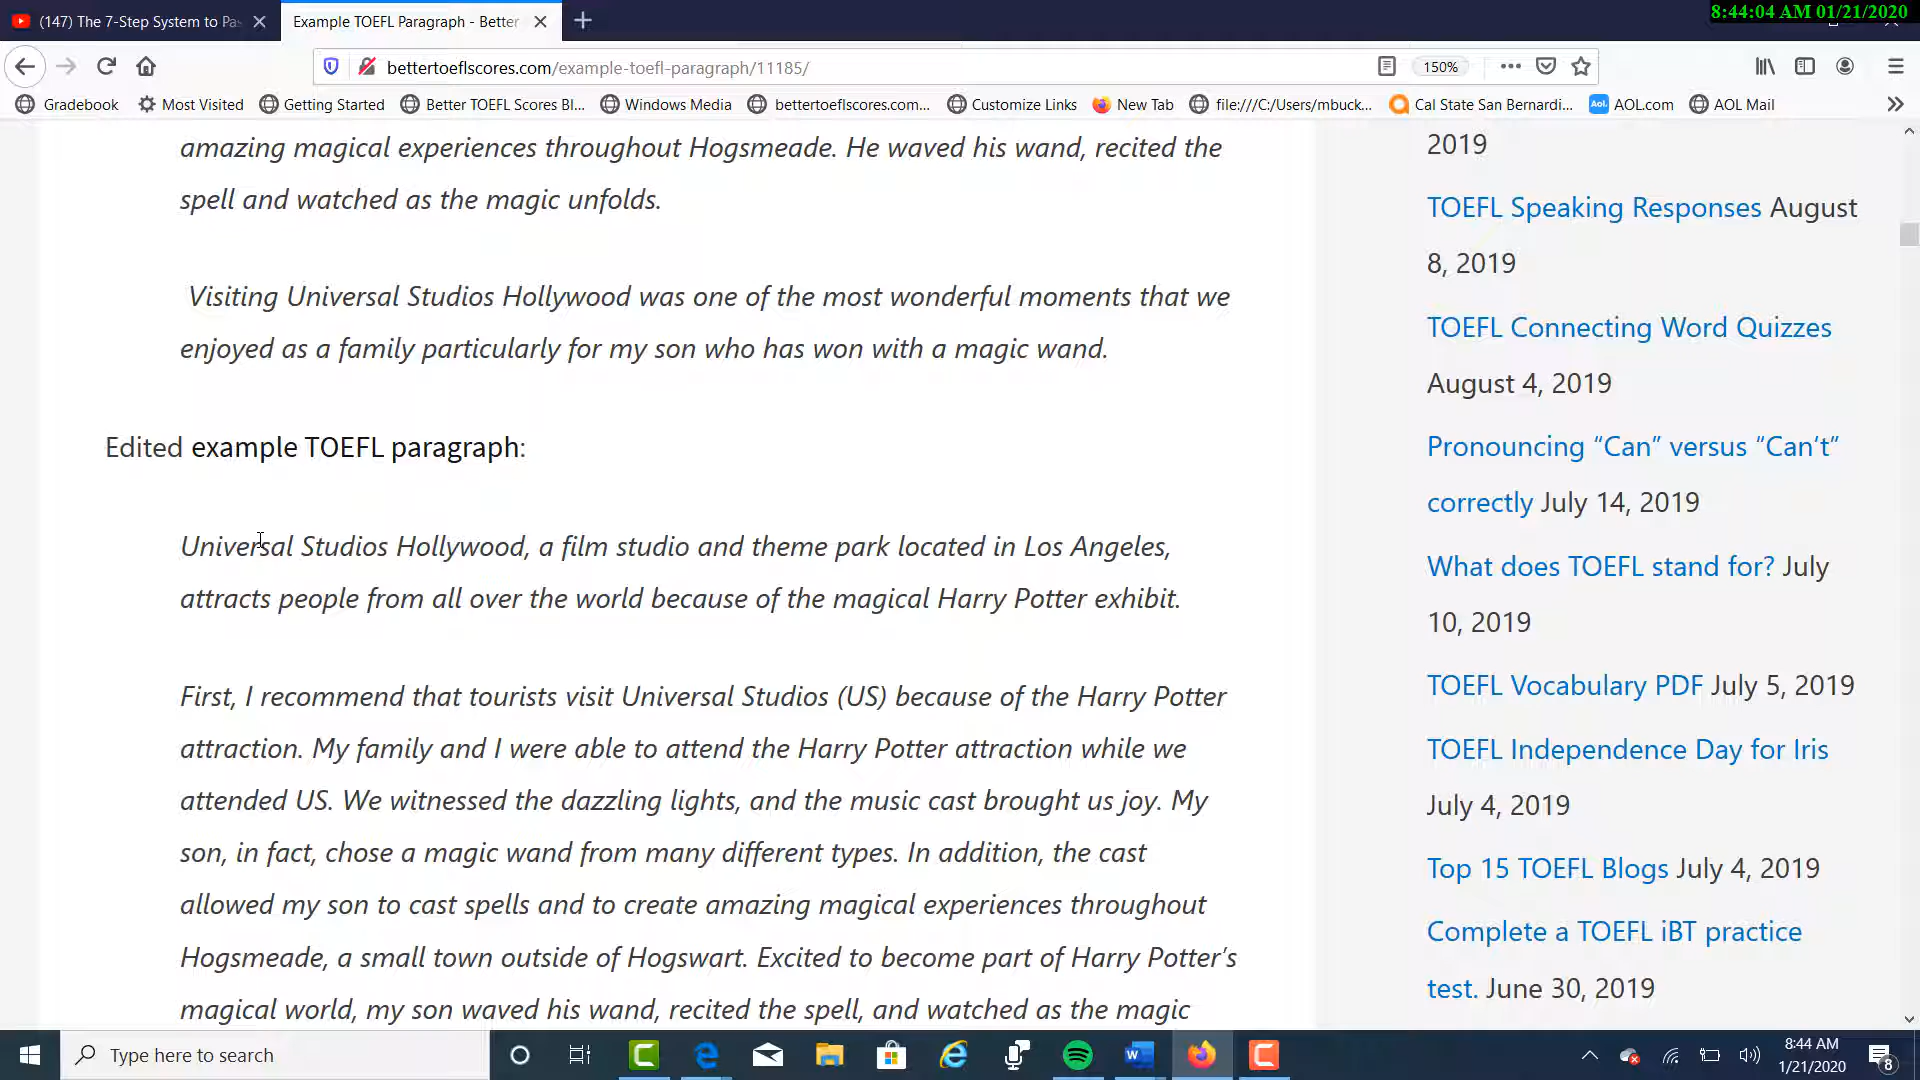 8:44:04 AM 01/21/2020
(147) The 7-Step System to Pas
Example TOEFL Paragraph - Better
bettertoeflscores.com/example-toefl-paragraph/11185/
150%
Gradebook
Most Visited
Getting Started
Better TOEFL Scores Bl...
Windows Media
bettertoeflscores.com...
Customize Links
New Tab
file:///C:/Users/mbuck...
Cal State San Bernardi...
Aol.
AOL.com
AOL Mail
amazing magical experiences throughout Hogsmeade. He waved his wand, recited the
spell and watched as the magic unfolds.
Visiting Universal Studios Hollywood was one of the most wonderful moments that we
enjoyed as a family particularly for my son who has won with a magic wand.
Edited example TOEFL paragraph:
Universal Studios Hollywood, a film studio and theme park located in Los Angeles,
attracts people from all over the world because of the magical Harry Potter exhibit.
First, I recommend that tourists visit Universal Studios (US) because of the Harry Potter
attraction. My family and I were able to attend the Harry Potter attraction while we
attended US. We witnessed the dazzling lights, and the music cast brought us joy. My
son, in fact, chose a magic wand from many different types. In addition, the cast
allowed my son to cast spells and to create amazing magical experiences throughout
Hogsmeade, a small town outside of Hogswart. Excited to become part of Harry Potter's
magical world, my son waved his wand, recited the spell, and watched as the magic
2019
TOEFL Speaking Responses August
8, 2019
TOEFL Connecting Word Quizzes
August 4, 2019
Pronouncing “Can” versus “Can't”
correctly July 14, 2019
What does TOEFL stand for? July
10, 2019
TOEFL Vocabulary PDF July 5, 2019
TOEFL Independence Day for Iris
July 4, 2019
Top 15 TOEFL Blogs July 4, 2019
Complete a TOEFL iBT practice
test. June 30, 2019
Type here to search
8:44 AM
1/21/2020
8